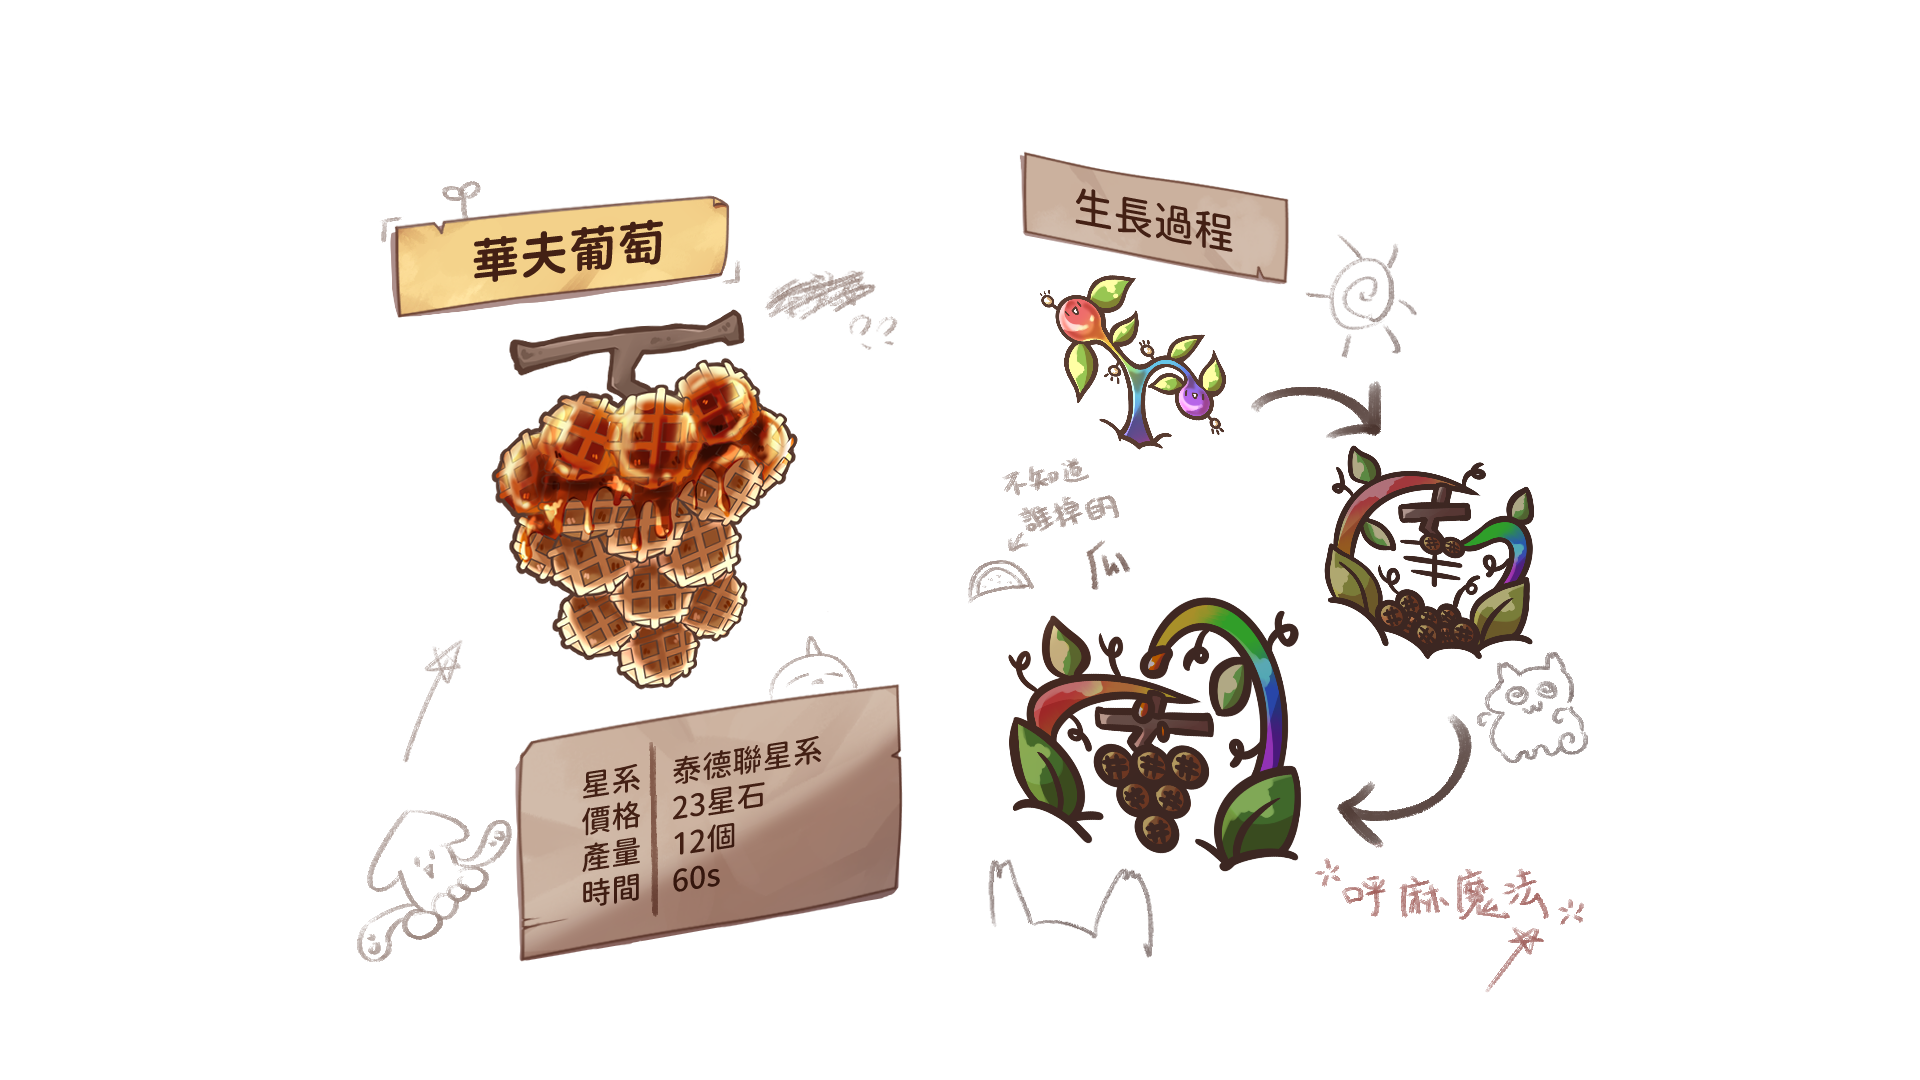 華夫葡萄
星系 泰德聯星系
價格 23星石
產量 12個
時間 60s
生長過程
不知道
誰掉的
爪
呼麻魔法